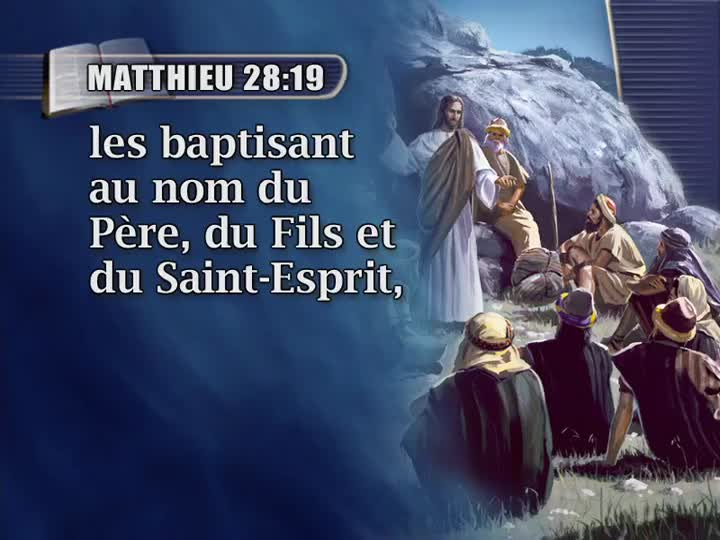 MATTHIEU 28:19
les baptisant
au nom du
Père, du Fils et
du Saint-Esprit,